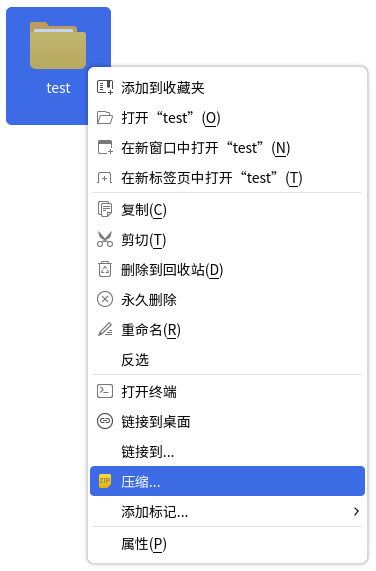 test
添加到收藏夹
打开“test”(O)
在新窗口中打开“test”(N)
在新标签页中打开“test”(T)
复制(C)
剪切(T)
删除到回收站(D)
永久删除
重命名(R)
反选
打开终端
链接到桌面
链接到...
ZIP 压缩...
添加标记...
属性(P)